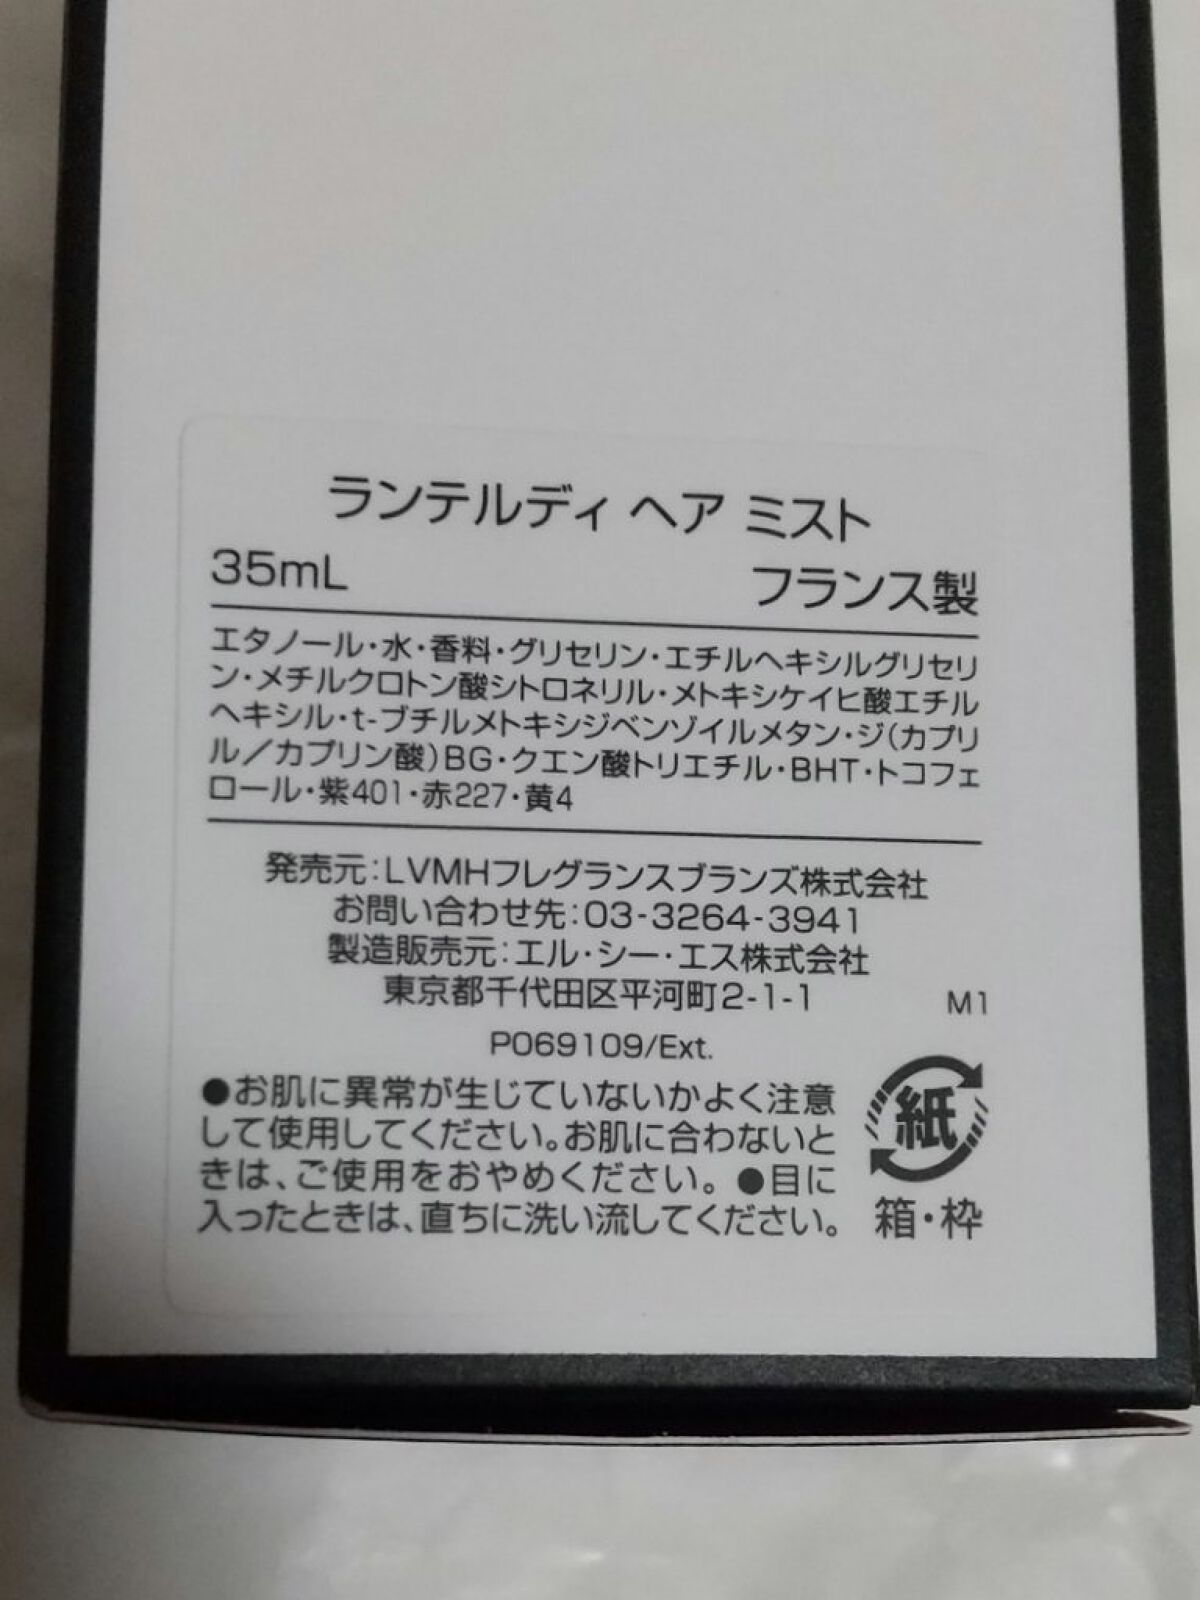 ランテルディ ヘア ミスト
35mL フランス製
エタノール・水・香料・グリセリン・エチルヘキシルグリセリ
ン・メチルクロトン酸シトロネリル・メトキシケイヒ酸エチル
ヘキシル・t-ブチルメトキシジベンゾイルメタン・ジ(カプリ
ル/カプリン酸)BG・クエン酸トリエチル・BHT・トコフェ
ロール・紫401・赤227・黄4
発売元:LVMHフレグランスブランズ株式会社
お問い合わせ先:03-3264-3941
製造販売元:エル・シー・エス株式会社
東京都千代田区平河町2-1-1 M1
P069109/Ext.
●お肌に異常が生じていないかよく注意
して使用してください。お肌に合わないと
きは、ご使用をおやめください。●目に
入ったときは、直ちに洗い流してください。
紙
箱・枠